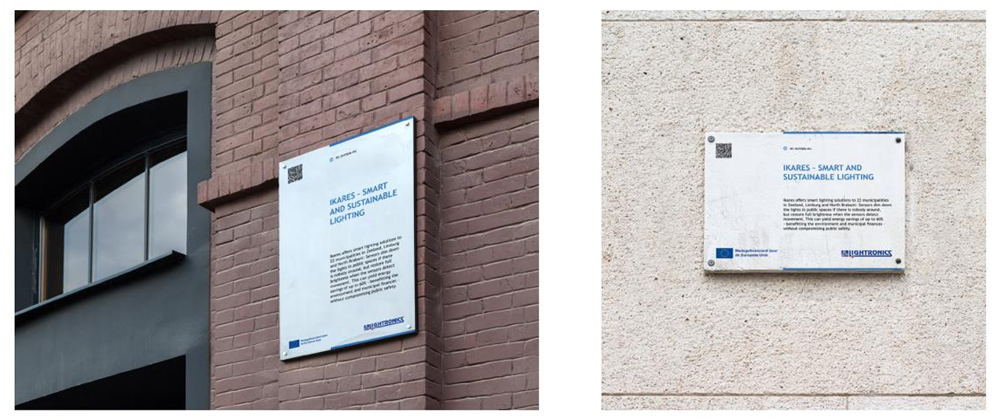 EC.EUROPA.EU
IKARES – SMART
AND SUSTAINABLE
LIGHTING
Ikares offers smart lighting solutions to
22 municipalities in Zeeland, Limburg
and North Brabant: Sensors dim down
the lights in public spaces if there
is nobody around, but restore full
brightness when the sensors detect
movement. This can yield energy
savings of up to 60% – benefitting the
environment and municipal finances –
without compromising public safety.
LIGHTRONICS
Medegefinancierd door
de Europese Unie
EC.EUROPA.EU
IKARES – SMART AND
SUSTAINABLE LIGHTING
Ikares offers smart lighting solutions to 22 municipalities
in Zeeland, Limburg and North Brabant: Sensors dim down
the lights in public spaces if there is nobody around,
but restore full brightness when the sensors detect
movement. This can yield energy savings of up to 60%
– benefitting the environment and municipal finances –
without compromising public safety.
Medegefinancierd door
de Europese Unie
LIGHTRONICS